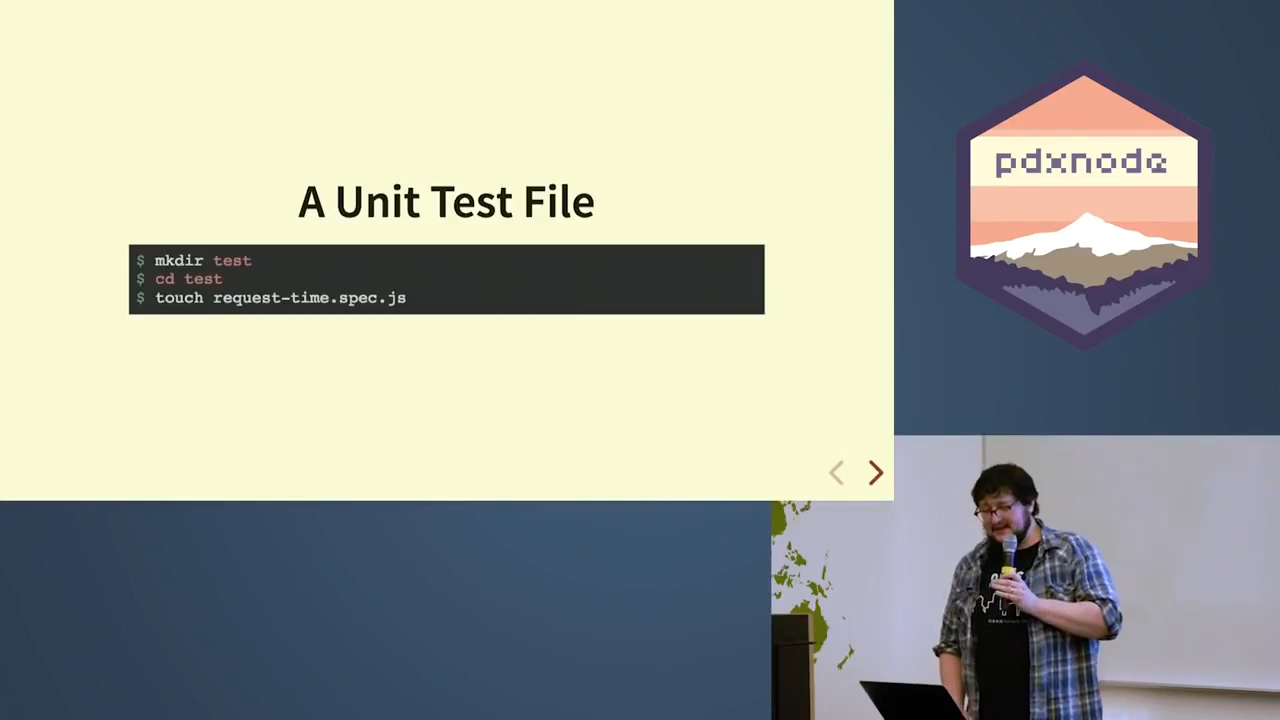 A Unit Test File
$ mkdir test
$ cd test
$ touch request-time.spec.js
pdxnode